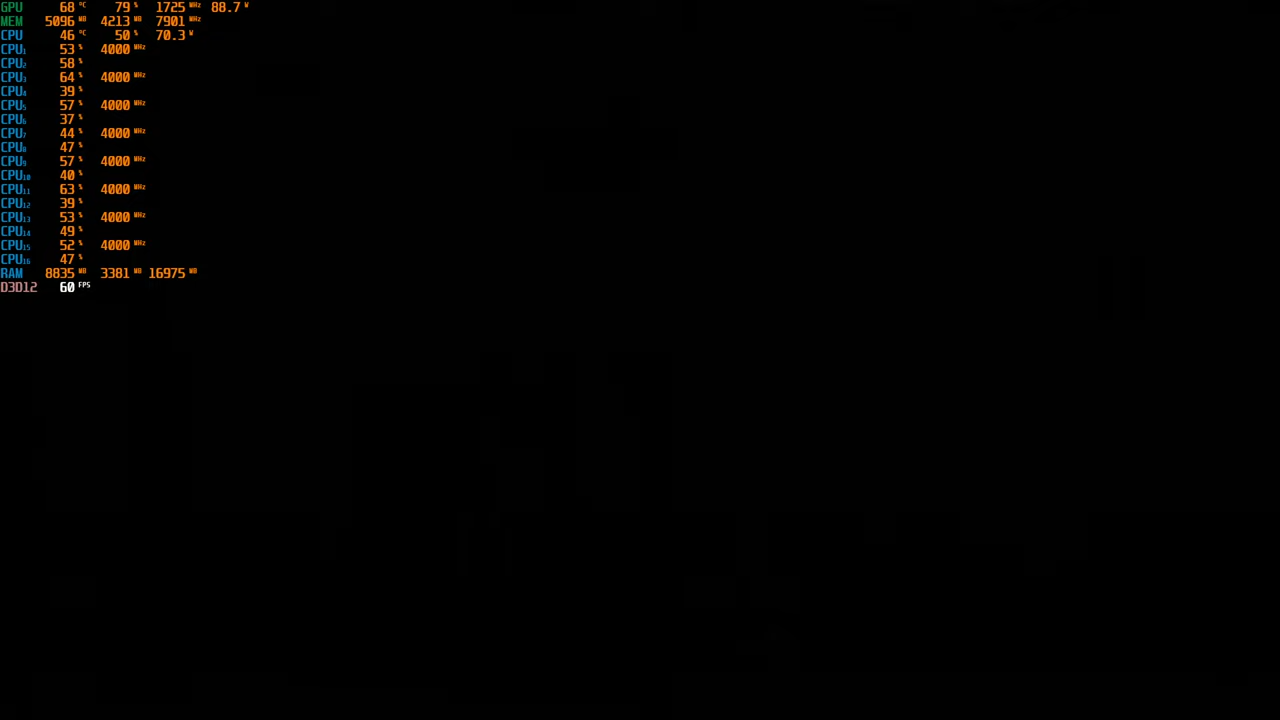 GPU 68 °C 79 % 1725 MHz 88.7 W
MEM 5096 MB 4213 MB 7901 MHz
CPU 46 °C 50 % 70.3 W
CPU1 53 % 4000 MHz
CPU2 58 %
CPU3 64 % 4000 MHz
CPU4 39 %
CPU5 57 % 4000 MHz
CPU6 37 %
CPU7 44 % 4000 MHz
CPU8 47 %
CPU9 57 % 4000 MHz
CPU10 40 %
CPU11 63 % 4000 MHz
CPU12 39 %
CPU13 53 % 4000 MHz
CPU14 49 %
CPU15 52 % 4000 MHz
CPU16 47 %
RAM 8835 MB 3381 MB 16975 MB
D3D12 60 FPS